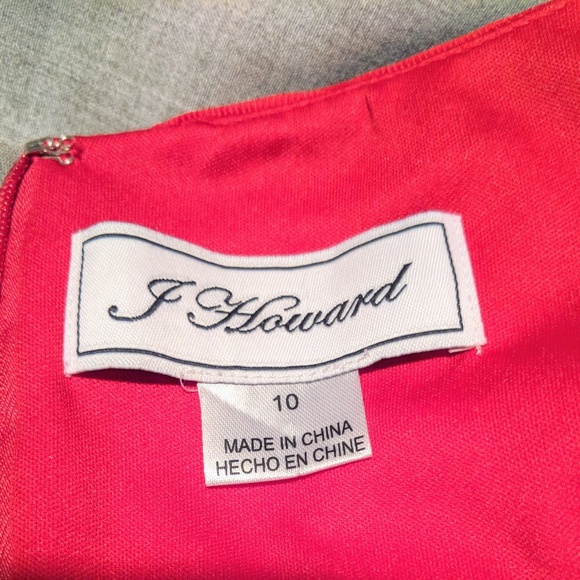 J Howard
10
MADE IN CHINA
HECHO EN CHINE